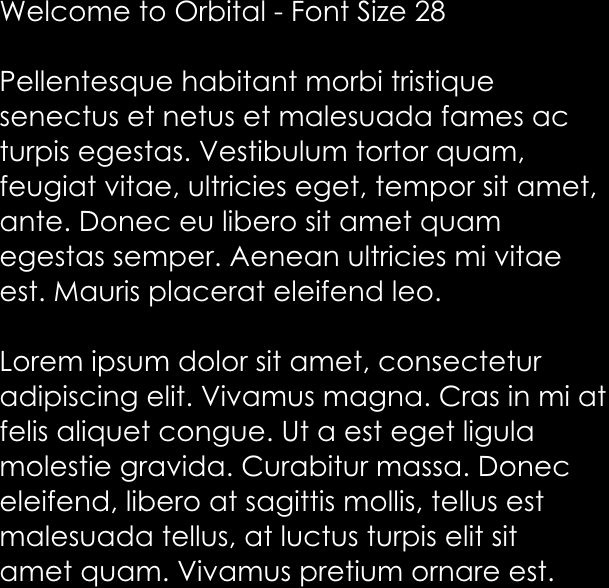 Welcome to Orbital - Font Size 28
Pellentesque habitant morbi tristique
senectus et netus et malesuada fames ac
turpis egestas. Vestibulum tortor quam,
feugiat vitae, ultricies eget, tempor sit amet,
ante. Donec eu libero sit amet quam
egestas semper. Aenean ultricies mi vitae
est. Mauris placerat eleifend leo.
Lorem ipsum dolor sit amet, consectetur
adipiscing elit. Vivamus magna. Cras in mi at
felis aliquet congue. Ut a est eget ligula
molestie gravida. Curabitur massa. Donec
eleifend, libero at sagittis mollis, tellus est
malesuada tellus, at luctus turpis elit sit
amet quam. Vivamus pretium ornare est.